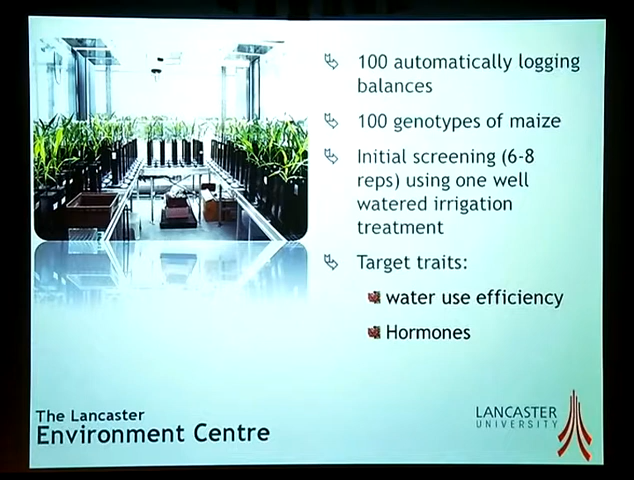 100 automatically logging
balances
100 genotypes of maize
Initial screening (6-8
reps) using one well
watered irrigation
treatment
Target traits:
water use efficiency
Hormones
The Lancaster
Environment Centre
LANCASTER
UNIVERSITY